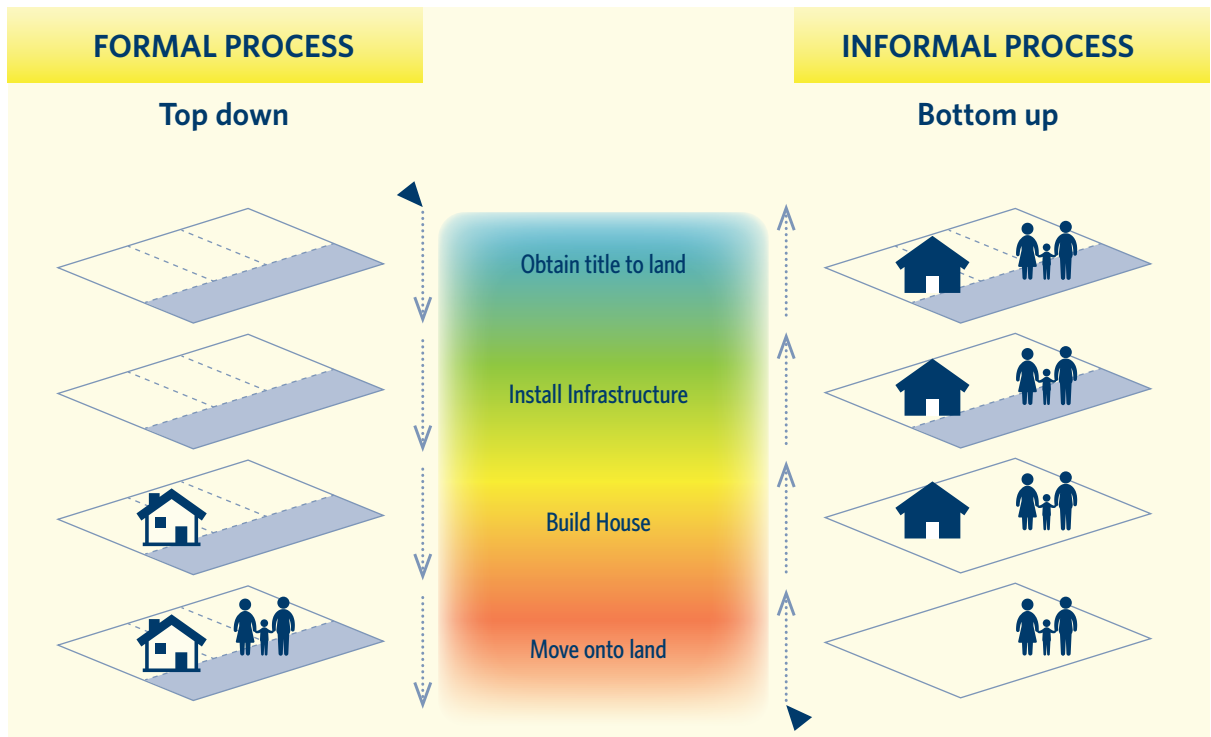 FORMAL PROCESS
Top down
INFORMAL PROCESS
Bottom up
Obtain title to land
Install Infrastructure
Build House
Move onto land